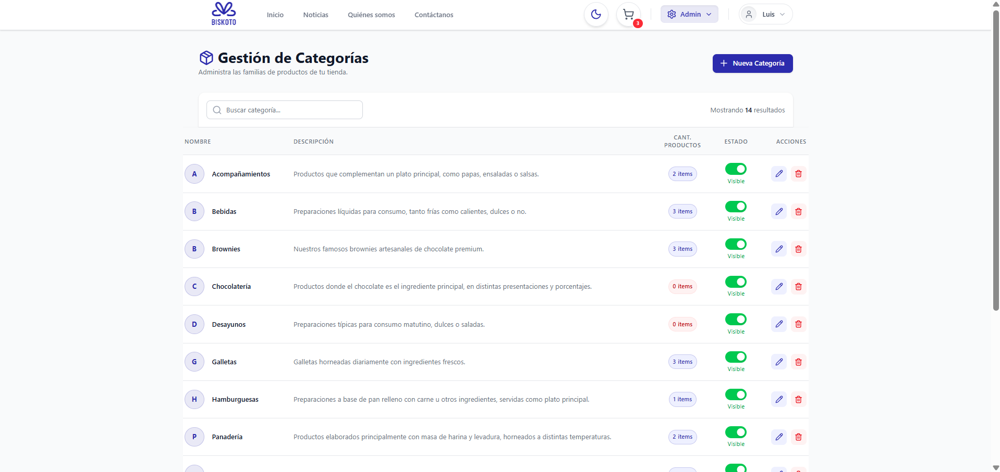 BISKOTO
Inicio
Noticias
Quiénes somos
Contáctanos
3
Admin
Luis
Gestión de Categorías
Administra las familias de productos de tu tienda.
Nueva Categoría
Buscar categoría...
Mostrando 14 resultados
NOMBRE
DESCRIPCIÓN
CANT.
PRODUCTOS
ESTADO
ACCIONES
A
Acompañamientos
Productos que complementan un plato principal, como papas, ensaladas o salsas.
2 items
Visible
B
Bebidas
Preparaciones líquidas para consumo, tanto frías como calientes, dulces o no.
3 items
Visible
B
Brownies
Nuestros famosos brownies artesanales de chocolate premium.
3 items
Visible
C
Chocolatería
Productos donde el chocolate es el ingrediente principal, en distintas presentaciones y porcentajes.
0 items
Visible
D
Desayunos
Preparaciones típicas para consumo matutino, dulces o saladas.
0 items
Visible
G
Galletas
Galletas horneadas diariamente con ingredientes frescos.
3 items
Visible
H
Hamburguesas
Preparaciones a base de pan relleno con carne u otros ingredientes, servidas como plato principal.
1 items
Visible
P
Panadería
Productos elaborados principalmente con masa de harina y levadura, horneados a distintas temperaturas.
2 items
Visible